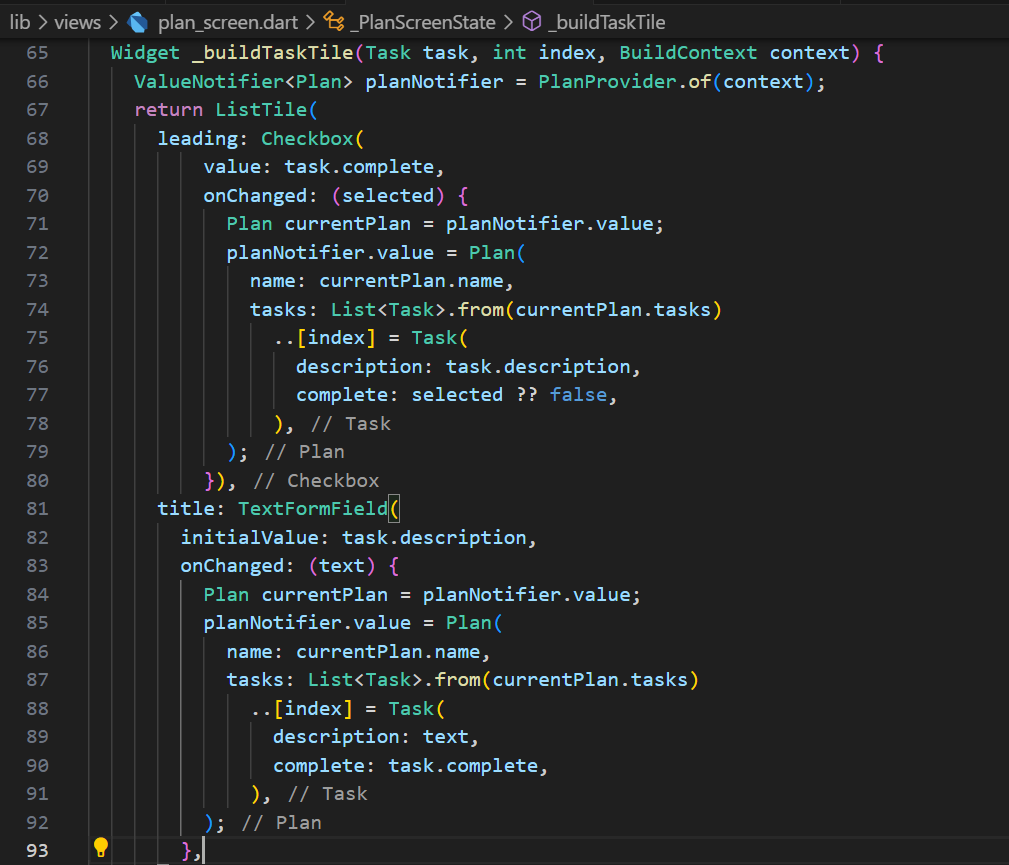 lib > views > plan_screen.dart > _PlanScreenState > _buildTaskTile
65 Widget _buildTaskTile(Task task, int index, BuildContext context) {
66 ValueNotifier<Plan> planNotifier = PlanProvider.of(context);
67 return ListTile(
68 leading: Checkbox(
69 value: task.complete,
70 onChanged: (selected) {
71 Plan currentPlan = planNotifier.value;
72 planNotifier.value = Plan(
73 name: currentPlan.name,
74 tasks: List<Task>.from(currentPlan.tasks)
75 ..[index] = Task(
76 description: task.description,
77 complete: selected ?? false,
78 ), // Task
79 ); // Plan
80 }), // Checkbox
81 title: TextFormField(
82 initialValue: task.description,
83 onChanged: (text) {
84 Plan currentPlan = planNotifier.value;
85 planNotifier.value = Plan(
86 name: currentPlan.name,
87 tasks: List<Task>.from(currentPlan.tasks)
88 ..[index] = Task(
89 description: text,
90 complete: task.complete,
91 ), // Task
92 ); // Plan
93 },